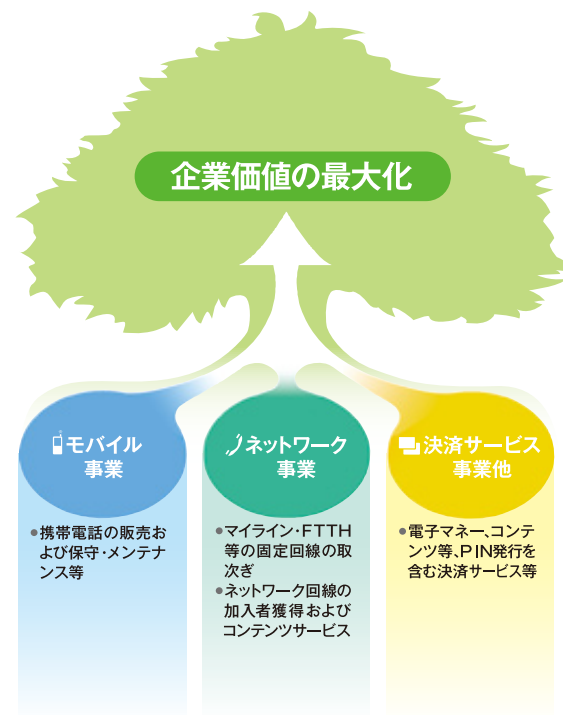 企業価値の最大化
モバイル
事業
●携帯電話の販売お
よび保守・メンテナ
ンス等
ネットワーク
事業
●マイライン・FTTH
等の固定回線の取
次ぎ
●ネットワーク回線の
加入者獲得および
コンテンツサービス
決済サービス
事業他
●電子マネー、コンテ
ンツ等、PIN発行を
含む決済サービス等